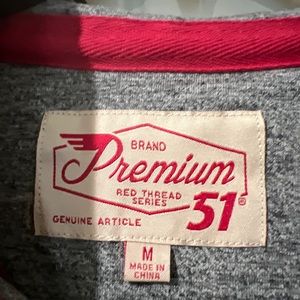 BRAND
Premium
RED THREAD
SERIES
51®
GENUINE ARTICLE
M
MADE IN
CHINA